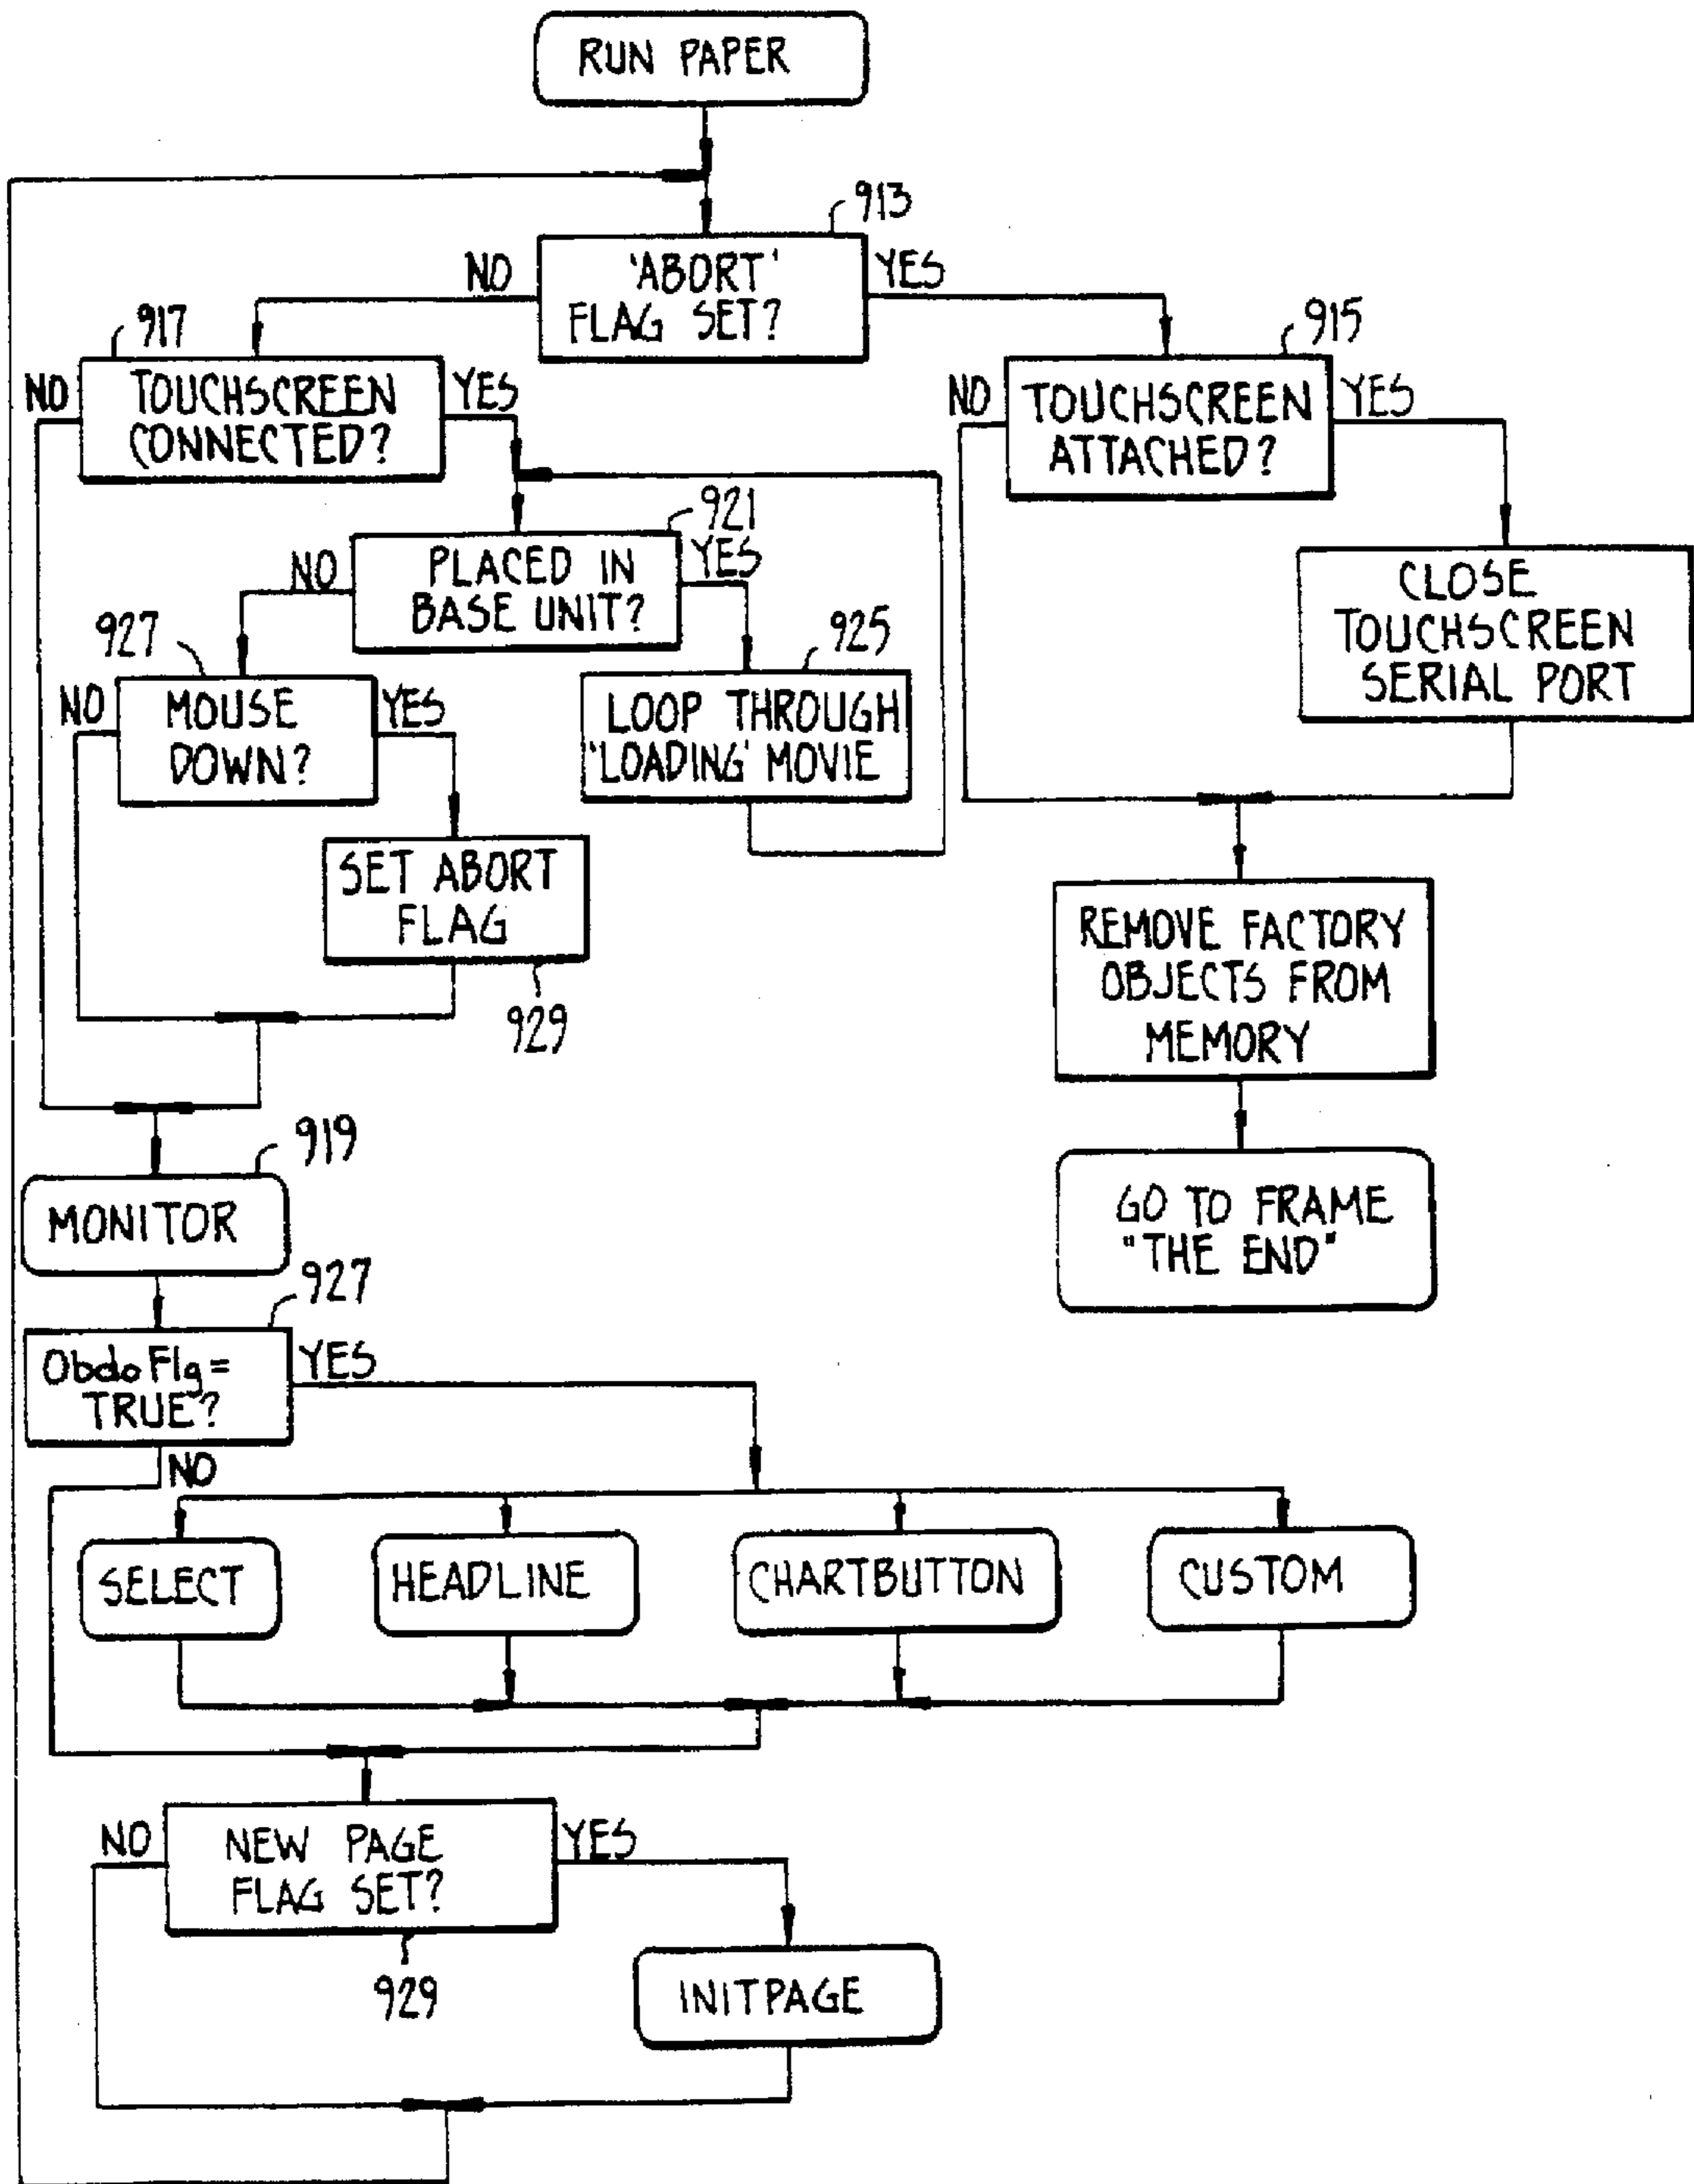 RUN PAPER
913
NO
'ABORT'
FLAG SET?
YES
917
NO
TOUCHSCREEN
CONNECTED?
YES
915
NO
TOUCHSCREEN
ATTACHED?
YES
921
NO
PLACED IN
BASE UNIT?
YES
CLOSE
TOUCHSCREEN
SERIAL PORT
927
NO
MOUSE
DOWN?
YES
925
LOOP THROUGH
'LOADING' MOVIE
SET ABORT
FLAG
929
REMOVE FACTORY
OBJECTS FROM
MEMORY
919
MONITOR
GO TO FRAME
"THE END"
927
ObdoFlg=
TRUE?
YES
NO
SELECT
HEADLINE
CHARTBUTTON
CUSTOM
NO
NEW PAGE
FLAG SET?
YES
929
INITPAGE